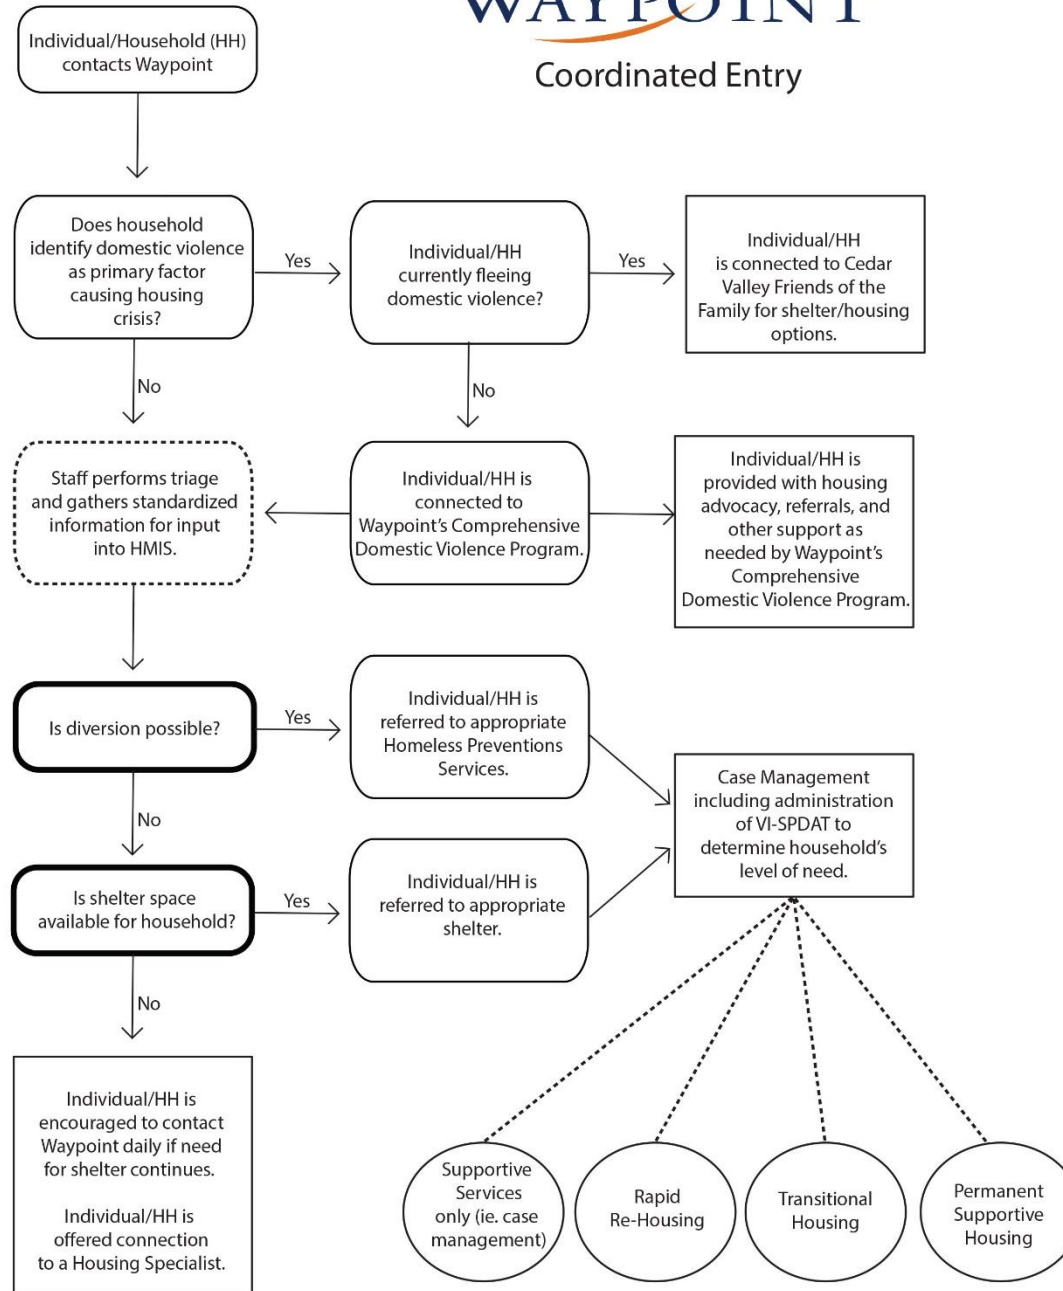 WAYPOINT
Coordinated Entry
Individual/Household (HH)
contacts Waypoint
Does household
identify domestic violence
as primary factor
causing housing
crisis?
Yes
Individual/HH
currently fleeing
domestic violence?
Yes
Individual/HH
is connected to Cedar
Valley Friends of the
Family for shelter/housing
options.
No
No
Staff performs triage
and gathers standardized
information for input
into HMIS.
Individual/HH is
connected to
Waypoint's Comprehensive
Domestic Violence Program.
Individual/HH is
provided with housing
advocacy, referrals, and
other support as
needed by Waypoint's
Comprehensive
Domestic Violence Program.
Is diversion possible?
Yes
Individual/HH is
referred to appropriate
Homeless Preventions
Services.
Case Management
including administration
of VI-SPDAT to
determine household's
level of need.
No
Is shelter space
available for household?
Yes
Individual/HH is
referred to appropriate
shelter.
No
Individual/HH is
encouraged to contact
Waypoint daily if need
for shelter continues.
Individual/HH is
offered connection
to a Housing Specialist.
Supportive
Services
only (ie. case
management)
Rapid
Re-Housing
Transitional
Housing
Permanent
Supportive
Housing